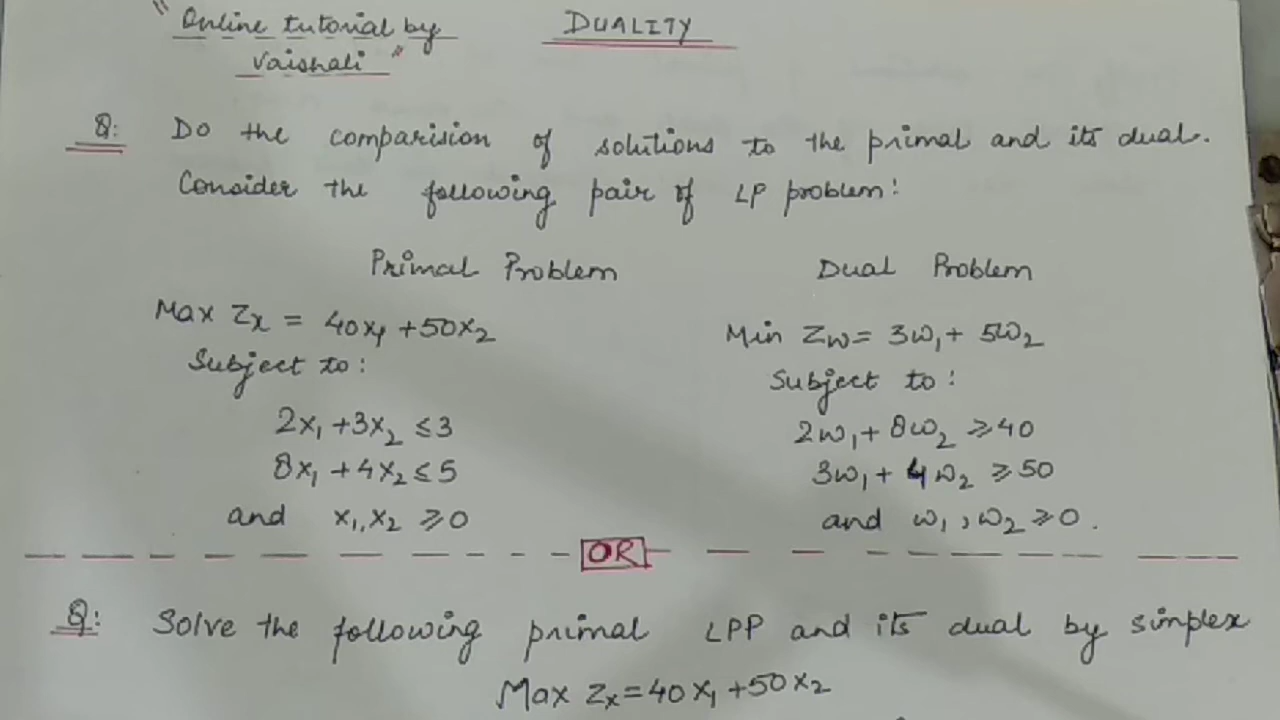 "Online tutorial by
Vaishali"
DUALITY
Q: Do the comparision of solutions to the primal and its dual.
Consider the following pair of LP problem:
Primal Problem
Max Zx = 40x1 + 50x2
Subject to:
2x1 + 3x2 ≤ 3
8x1 + 4x2 ≤ 5
and x1, x2 ≥ 0
Dual Problem
Min Zw = 3w1 + 5w2
Subject to:
2w1 + 8w2 ≥ 40
3w1 + 4w2 ≥ 50
and w1, w2 ≥ 0.
OR
Q: Solve the following primal LPP and its dual by simplex
Max Zx = 40x1 + 50x2